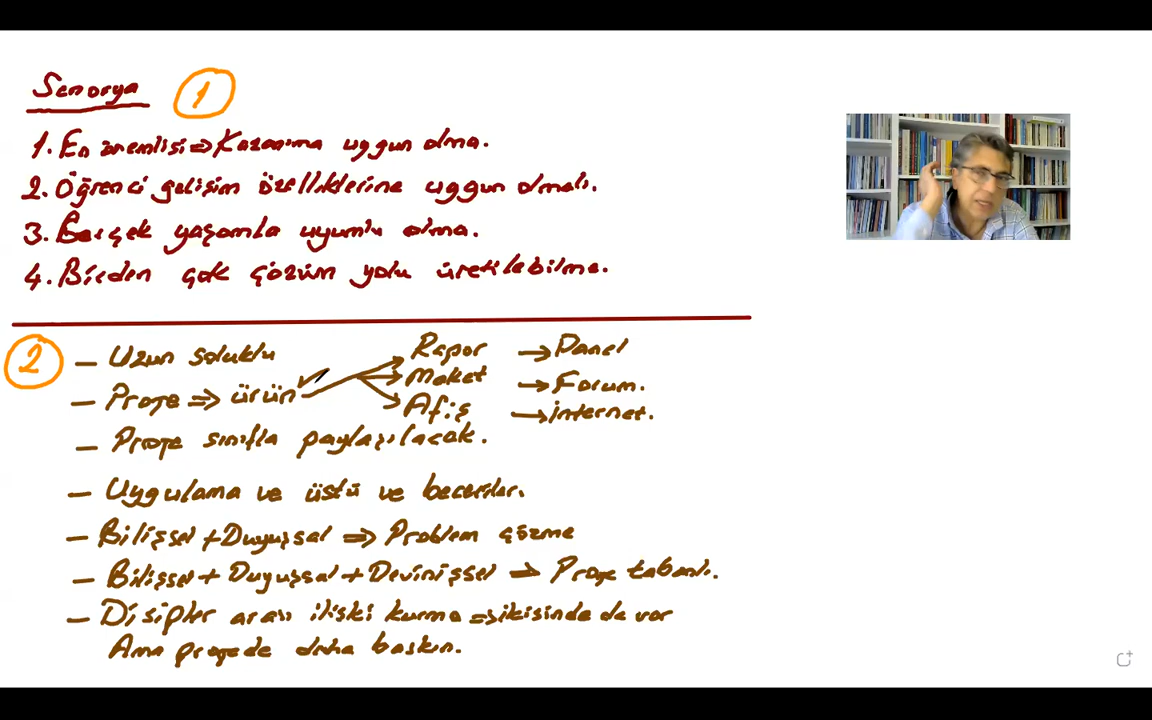 Senorya 1
1. En önemlisi ⇒ Kazanıma uygun olma.
2. Öğrenci gelişim özelliklerine uygun olmalı.
3. Gerçek yaşamla uyumlu olma.
4. Birden çok çözüm yolu üretilebilme.
2
— Uzun soluklu
— Proje ⇒ ürün → Rapor → Panel
Maket → Forum.
Afiş → internet.
— Proje sınıfla paylaşılacak.
— Uygulama ve üstü ve beceriler.
— Bilişsel + Duyuşsal ⇒ Problem çözme
— Bilişsel + Duyuşsal + Devinişsel → Proje tabanlı.
— Disipler arası ilişki kurma ⇒ ikisinde de var
Ama projede daha baskın.